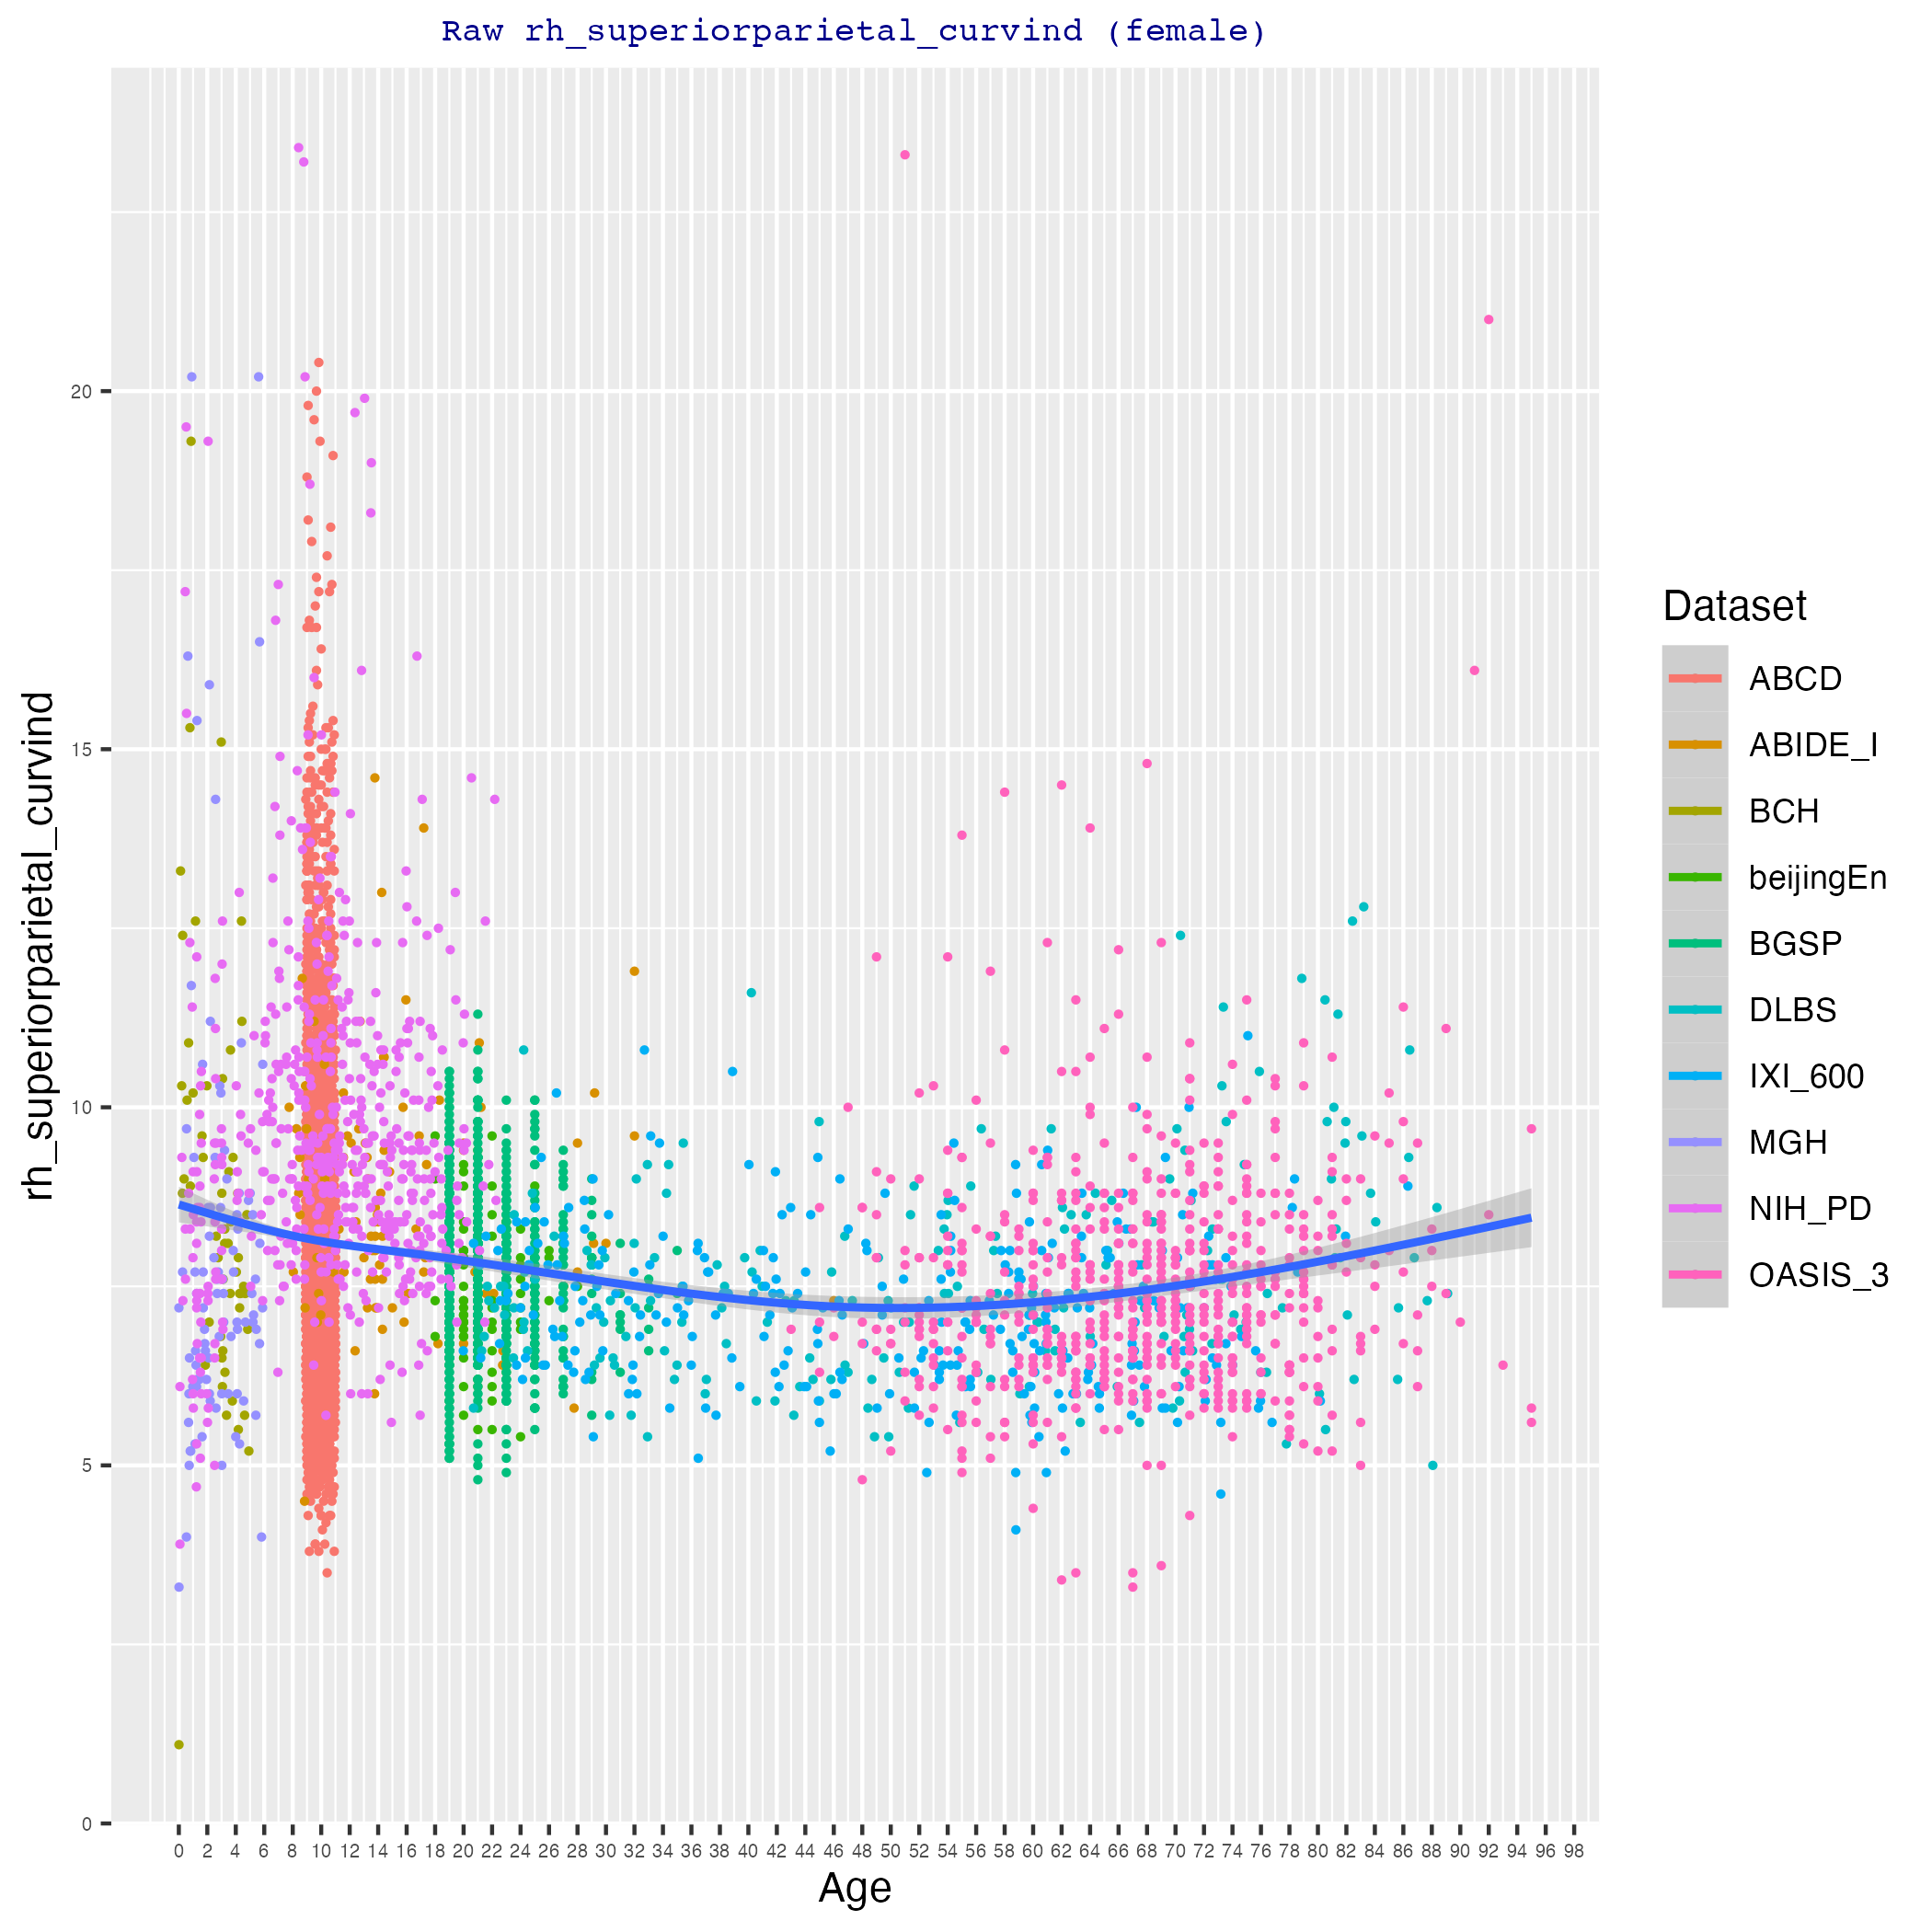 Raw rh_superiorparietal_curvind (female)
rh_superiorparietal_curvind
20
15
10
5
0
0 2 4 6 8 10 12 14 16 18 20 22 24 26 28 30 32 34 36 38 40 42 44 46 48 50 52 54 56 58 60 62 64 66 68 70 72 74 76 78 80 82 84 86 88 90 92 94 96 98
Age
Dataset
ABCD
ABIDE_I
BCH
beijingEn
BGSP
DLBS
IXI_600
MGH
NIH_PD
OASIS_3